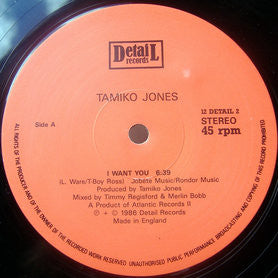 Detail
records
TAMIKO JONES
Side A
12 DETAIL 2
STEREO
45 rpm
I WANT YOU 6:39
(L. Ware/T-Boy Ross) Jobete Music/Rondor Music
Produced by Tamiko Jones
Mixed by Timmy Regisford & Merlin Bobb
A Product of Atlantic Records II
℗ + © 1986 Detail Records
Made in England
ALL RIGHTS OF THE PRODUCER AND OF THE OWNER OF THE RECORDED WORK RESERVED UNAUTHORISED PUBLIC PERFORMANCE BROADCASTING AND COPYING OF THIS RECORD PROHIBITED